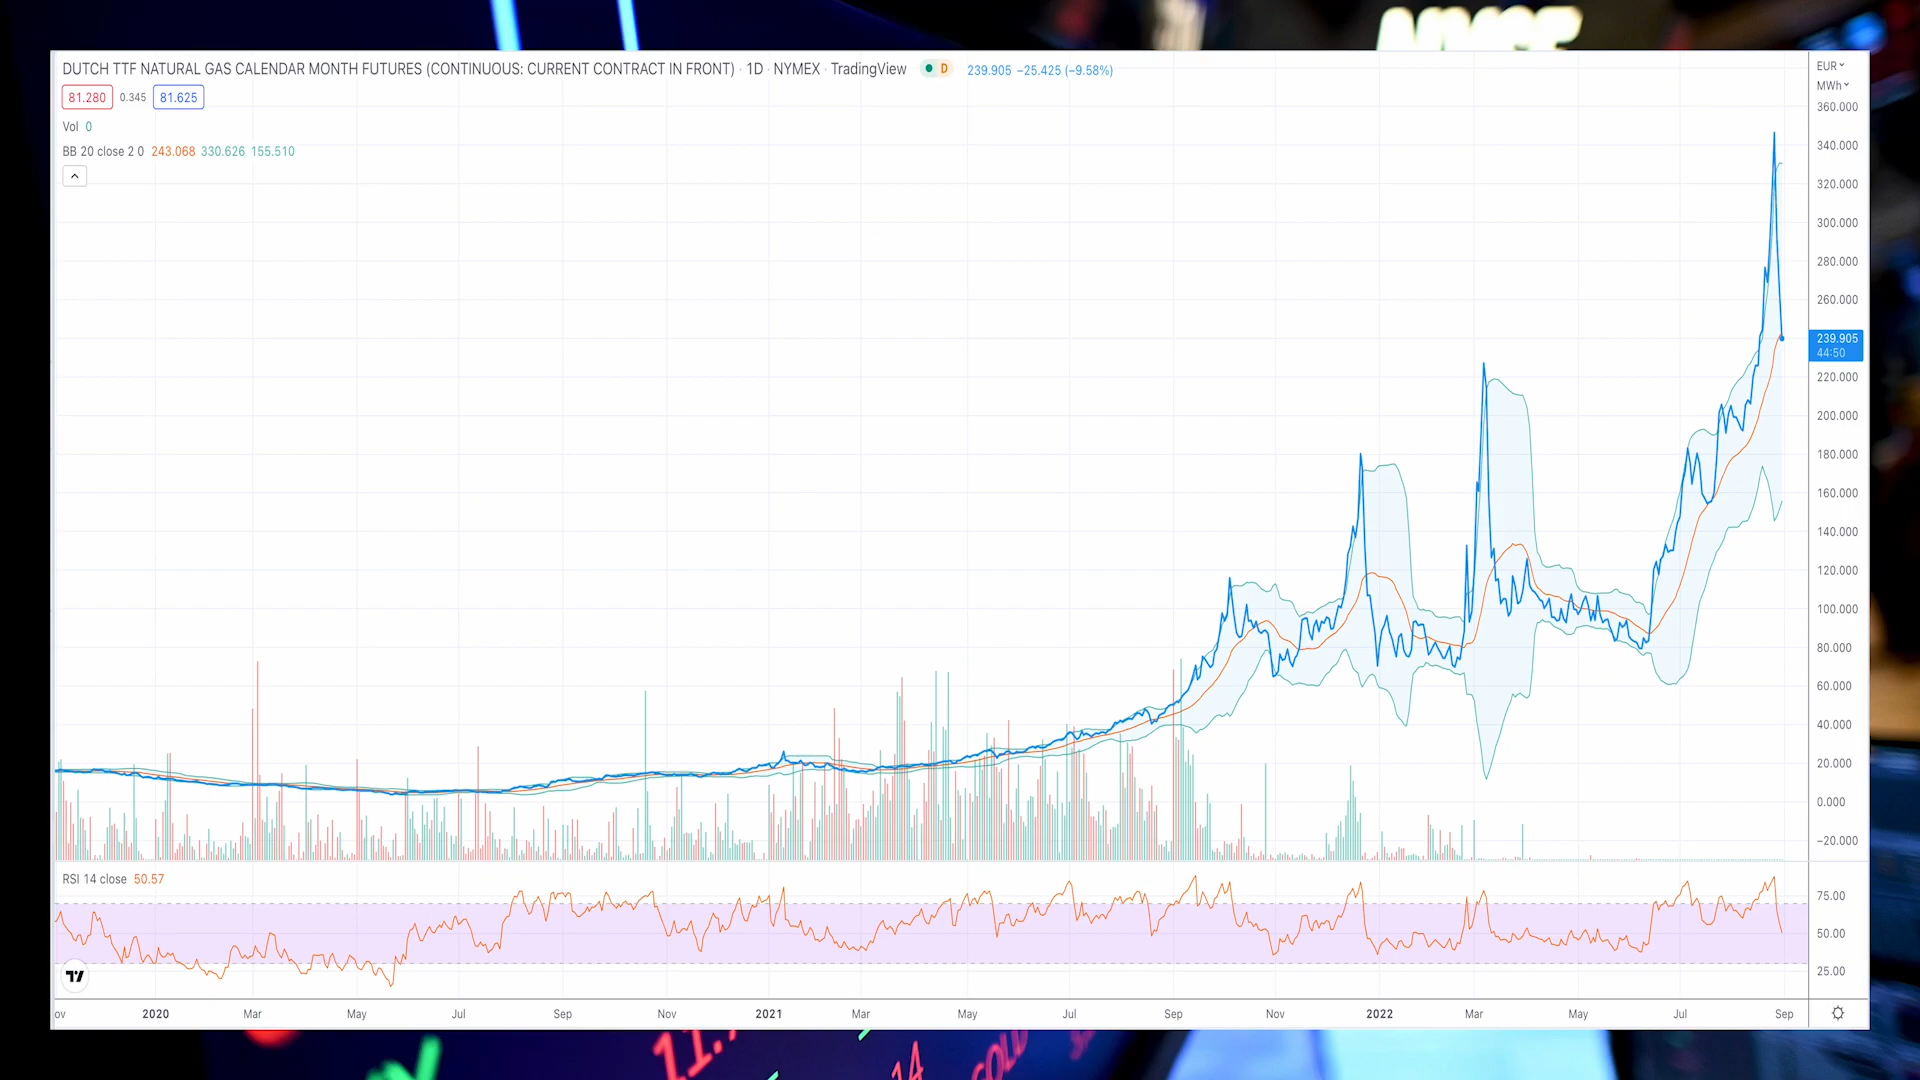 DUTCH TTF NATURAL GAS CALENDAR MONTH FUTURES (CONTINUOUS: CURRENT CONTRACT IN FRONT) · 1D · NYMEX · TradingView D 239.905 −25.425 (−9.58%)
81.280 0.345 81.625
Vol 0
BB 20 close 2 0 243.068 330.626 155.510
EUR
MWh
360.000
340.000
320.000
300.000
280.000
260.000
239.905
44:50
220.000
200.000
180.000
160.000
140.000
120.000
100.000
80.000
60.000
40.000
20.000
0.000
−20.000
RSI 14 close 50.57
75.00
50.00
25.00
ov 2020 Mar May Jul Sep Nov 2021 Mar May Jul Sep Nov 2022 Mar May Jul Sep
14 GOLD